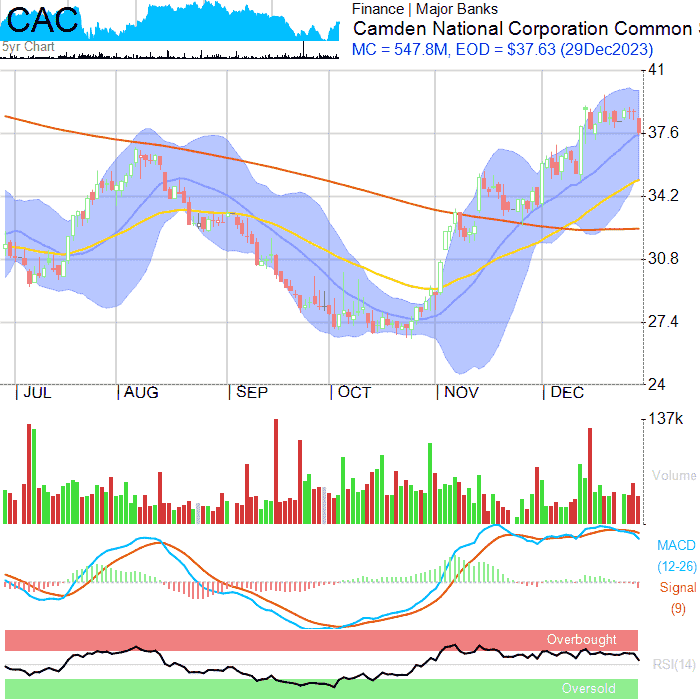 CAC
5yr Chart
Finance | Major Banks
Camden National Corporation Common
MC = 547.8M, EOD = $37.63 (29Dec2023)
41
37.6
34.2
30.8
27.4
24
JUL AUG SEP OCT NOV DEC
137k
Volume
MACD
(12-26)
Signal
(9)
Overbought
RSI(14)
Oversold